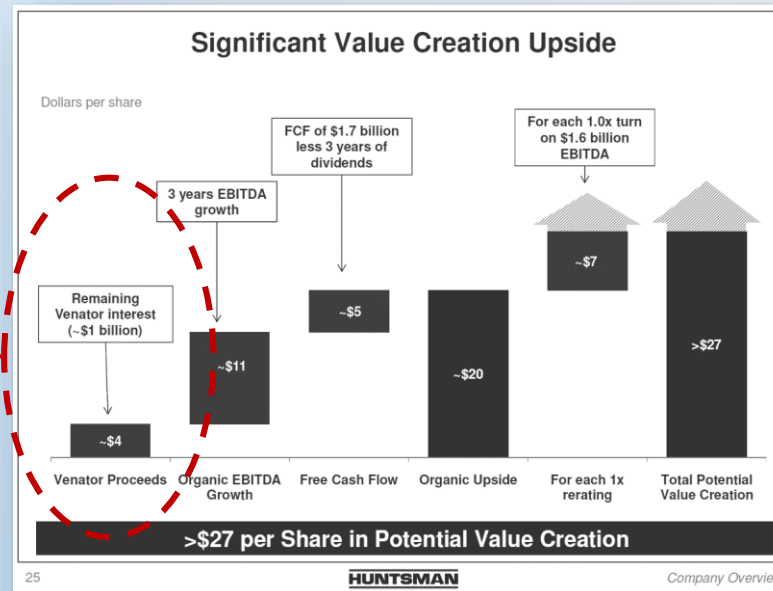 Significant Value Creation Upside
Dollars per share
FCF of $1.7 billion
less 3 years of
dividends
For each 1.0x turn
on $1.6 billion
EBITDA
3 years EBITDA
growth
Remaining
Venator interest
(~$1 billion)
~$4
~$11
~$5
~$20
~$7
>$27
Venator Proceeds
Organic EBITDA
Growth
Free Cash Flow
Organic Upside
For each 1x
rerating
Total Potential
Value Creation
>$27 per Share in Potential Value Creation
25
HUNTSMAN
Company Overvie